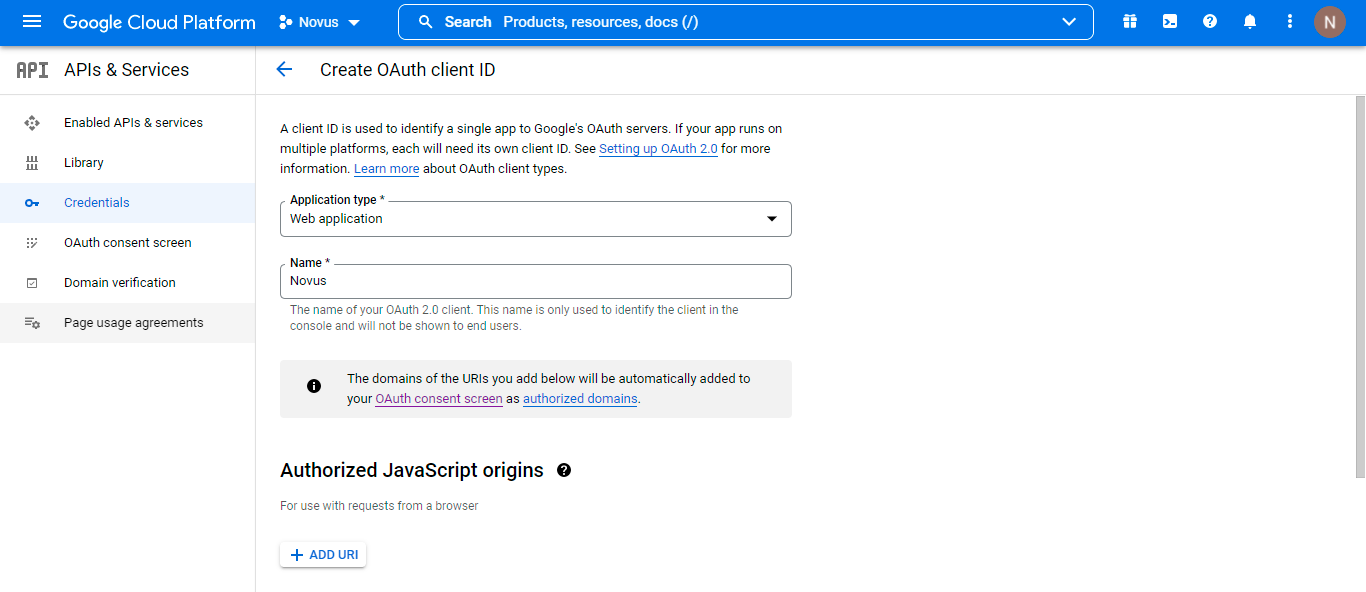 Google Cloud Platform
Novus
Search Products, resources, docs (/)
N
API APIs & Services
Create OAuth client ID
Enabled APIs & services
Library
Credentials
OAuth consent screen
Domain verification
Page usage agreements
A client ID is used to identify a single app to Google's OAuth servers. If your app runs on
multiple platforms, each will need its own client ID. See Setting up OAuth 2.0 for more
information. Learn more about OAuth client types.
Application type *
Web application
Name *
Novus
The name of your OAuth 2.0 client. This name is only used to identify the client in the
console and will not be shown to end users.
The domains of the URIs you add below will be automatically added to
your OAuth consent screen as authorized domains.
Authorized JavaScript origins
For use with requests from a browser
ADD URI